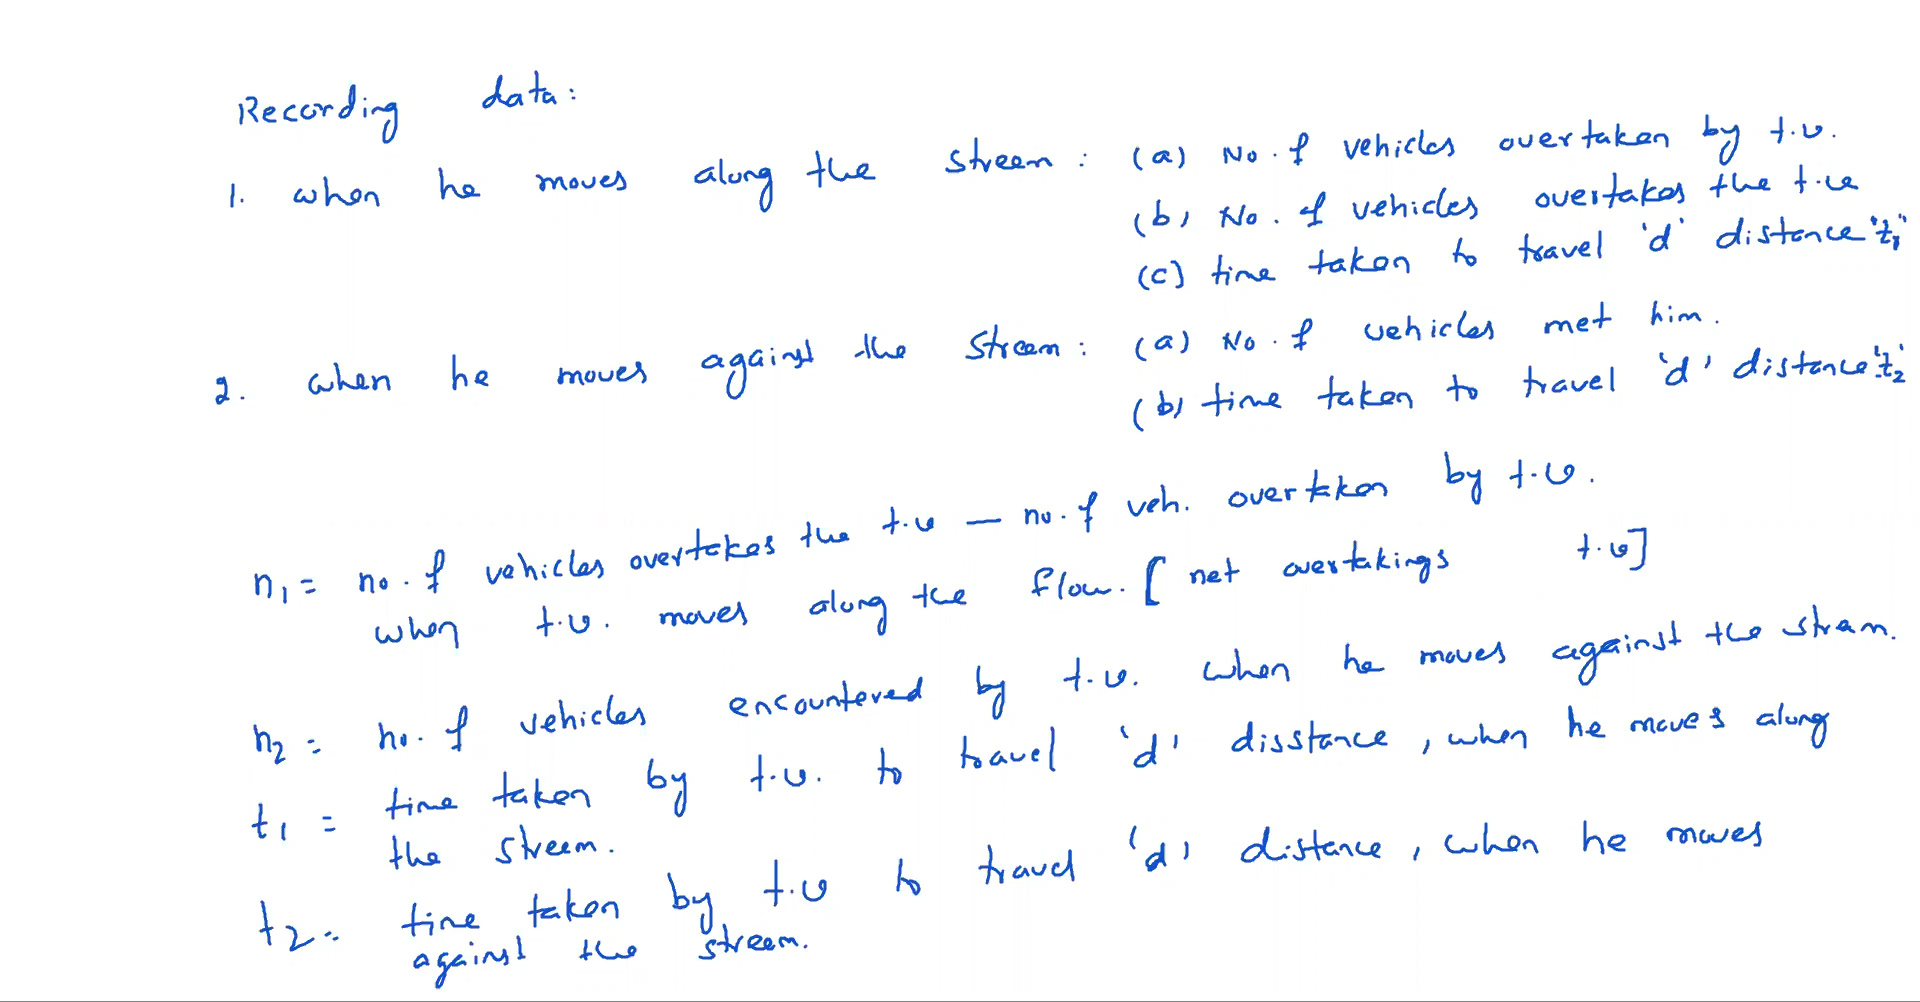 Recording data:
1. when he moves along the streem : (a) No. of vehicles overtaken by t.v.
(b) No. of vehicles overtakes the t.v
(c) time taken to travel 'd' distance 't1'
2. when he moves against the streem : (a) No. of vehicles met him.
(b) time taken to travel 'd' distance 't2'
n1 = no. of vehicles overtakes the t.v — no. of veh. overtaken by t.v.
when t.v. moves along the flow. [ net overtakings t.v]
n2 = no. of vehicles encountered by t.v. when he moves against the stream.
t1 = time taken by t.v. to travel 'd' disstance, when he moves along
the streem.
t2 = time taken by t.v to travel 'd' distance, when he moves
against the streem.